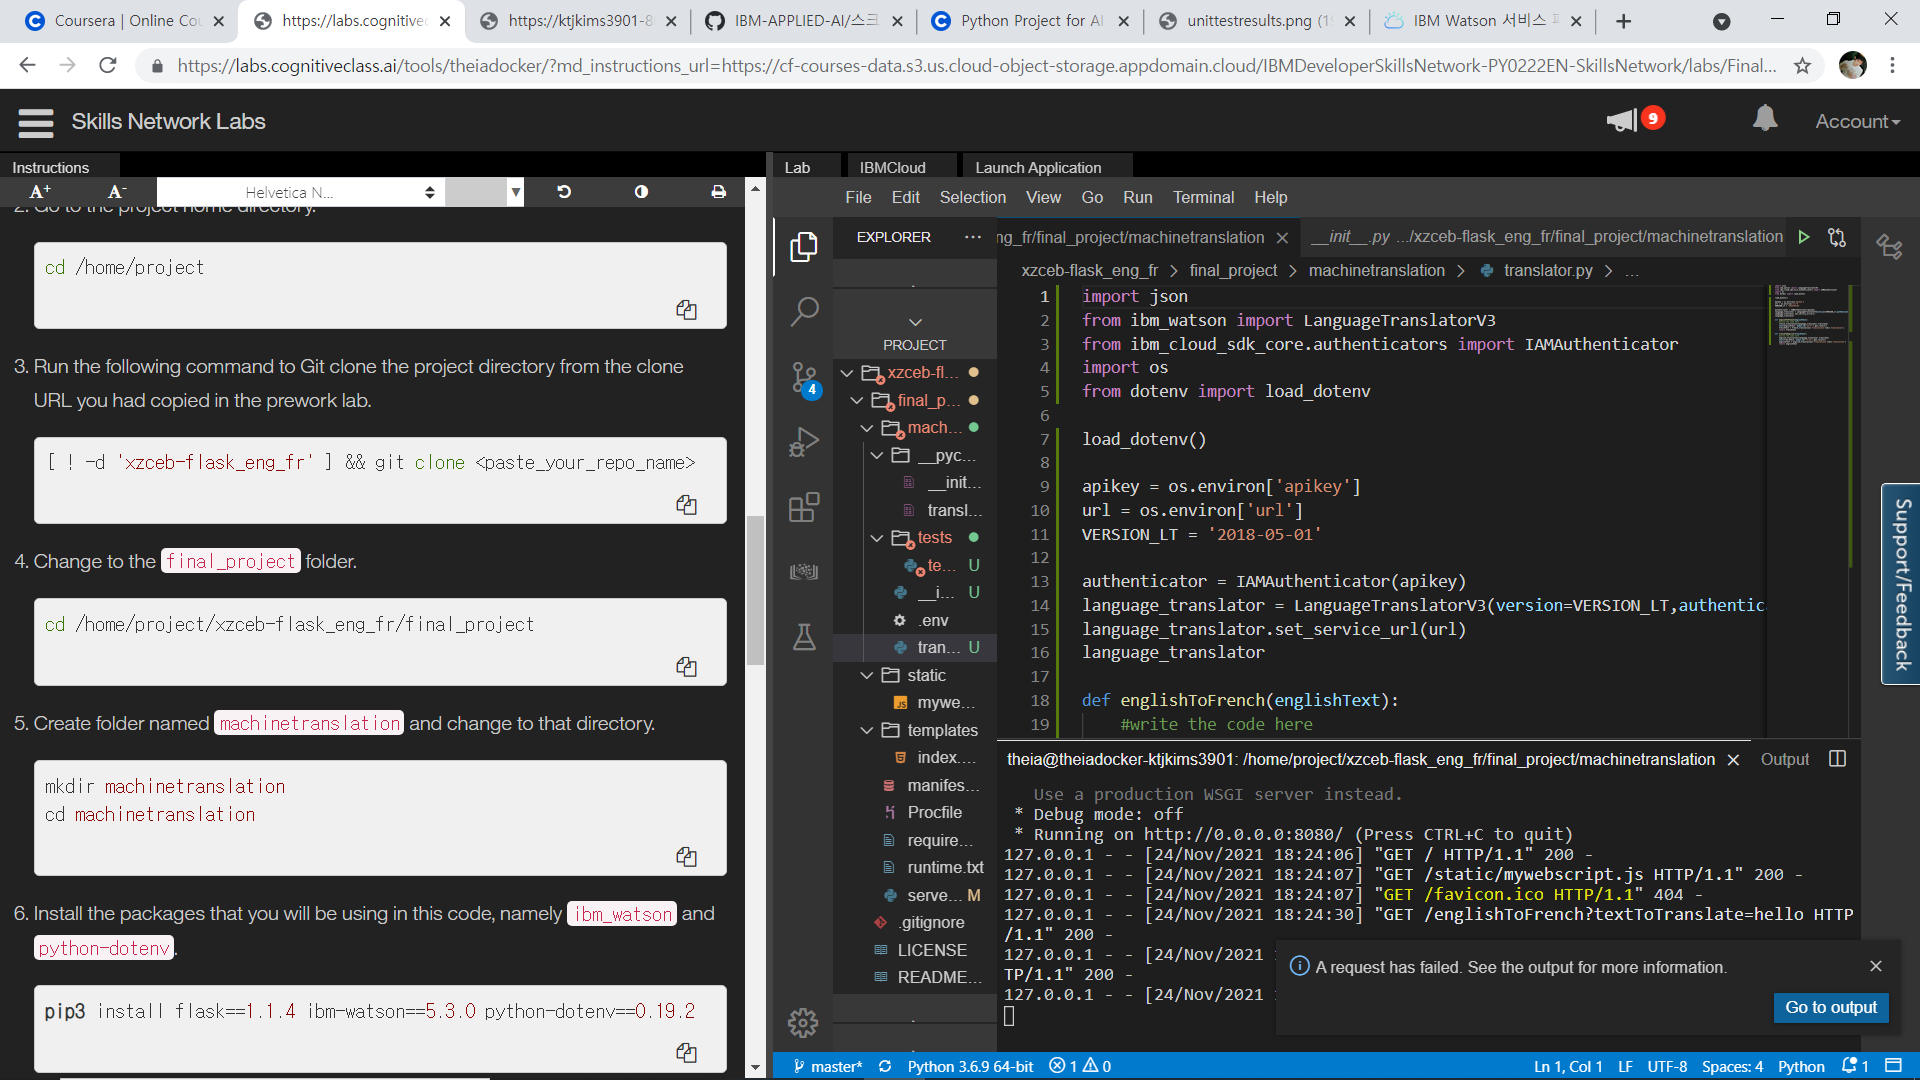 Coursera | Online Cou
https://labs.cognitivec
https://ktjkims3901-8
IBM-APPLIED-AI/스크
Python Project for AI
unittestresults.png (1
IBM Watson 서비스
https://labs.cognitiveclass.ai/tools/theiadocker/?md_instructions_url=https://cf-courses-data.s3.us.cloud-object-storage.appdomain.cloud/IBMDeveloperSkillsNetwork-PY0222EN-SkillsNetwork/labs/Final...
Skills Network Labs
9
Account
Instructions
A+ A- Helvetica N...
2. Go to the project home directory.
cd /home/project
3. Run the following command to Git clone the project directory from the clone
URL you had copied in the prework lab.
[ ! -d 'xzceb-flask_eng_fr' ] && git clone <paste_your_repo_name>
4. Change to the final_project folder.
cd /home/project/xzceb-flask_eng_fr/final_project
5. Create folder named machinetranslation and change to that directory.
mkdir machinetranslation
cd machinetranslation
6. Install the packages that you will be using in this code, namely ibm_watson and
python-dotenv.
pip3 install flask==1.1.4 ibm-watson==5.3.0 python-dotenv==0.19.2
Lab IBMCloud Launch Application
File Edit Selection View Go Run Terminal Help
EXPLORER ...
PROJECT
xzceb-fl...
final_p...
mach...
__pyc...
__init...
transl...
tests
te... U
__i... U
.env
tran... U
static
mywe...
templates
index....
manifes...
Procfile
require...
runtime.txt
serve... M
.gitignore
LICENSE
README...
4
ng_fr/final_project/machinetranslation
__init__.py .../xzceb-flask_eng_fr/final_project/machinetranslation
xzceb-flask_eng_fr > final_project > machinetranslation > translator.py > ...
1 import json
2 from ibm_watson import LanguageTranslatorV3
3 from ibm_cloud_sdk_core.authenticators import IAMAuthenticator
4 import os
5 from dotenv import load_dotenv
6
7 load_dotenv()
8
9 apikey = os.environ['apikey']
10 url = os.environ['url']
11 VERSION_LT = '2018-05-01'
12
13 authenticator = IAMAuthenticator(apikey)
14 language_translator = LanguageTranslatorV3(version=VERSION_LT,authentic
15 language_translator.set_service_url(url)
16 language_translator
17
18 def englishToFrench(englishText):
19 #write the code here
theia@theiadocker-ktjkims3901: /home/project/xzceb-flask_eng_fr/final_project/machinetranslation
Output
Use a production WSGI server instead.
* Debug mode: off
* Running on http://0.0.0.0:8080/ (Press CTRL+C to quit)
127.0.0.1 - - [24/Nov/2021 18:24:06] "GET / HTTP/1.1" 200 -
127.0.0.1 - - [24/Nov/2021 18:24:07] "GET /static/mywebscript.js HTTP/1.1" 200 -
127.0.0.1 - - [24/Nov/2021 18:24:07] "GET /favicon.ico HTTP/1.1" 404 -
127.0.0.1 - - [24/Nov/2021 18:24:30] "GET /englishToFrench?textToTranslate=hello HTTP
/1.1" 200 -
127.0.0.1 - - [24/Nov/2021
TP/1.1" 200 -
127.0.0.1 - - [24/Nov/2021
A request has failed. See the output for more information.
Go to output
Support/Feedback
master* Python 3.6.9 64-bit 1 0
Ln 1, Col 1 LF UTF-8 Spaces: 4 Python 1